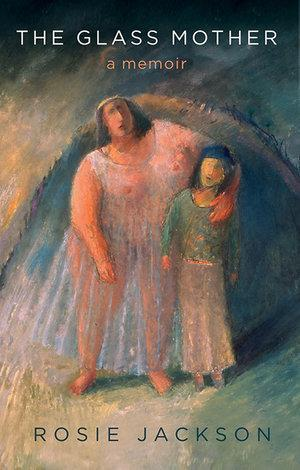 THE GLASS MOTHER
a memoir
ROSIE JACKSON